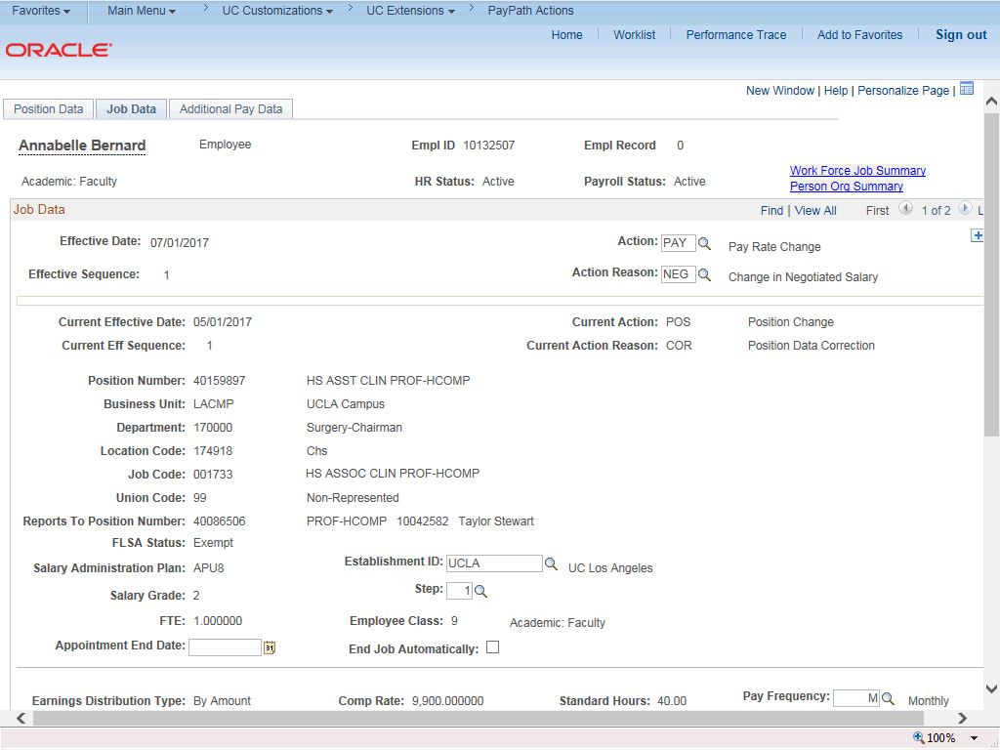 Favorites Main Menu > UC Customizations > UC Extensions > PayPath Actions
Home Worklist Performance Trace Add to Favorites Sign out
ORACLE
New Window | Help | Personalize Page |
Position Data Job Data Additional Pay Data
Annabelle Bernard Employee Empl ID 10132507 Empl Record 0
Academic: Faculty HR Status: Active Payroll Status: Active Work Force Job Summary
Person Org Summary
Job Data Find | View All First 1 of 2 L
Effective Date: 07/01/2017 Action: PAY Pay Rate Change
Effective Sequence: 1 Action Reason: NEG Change in Negotiated Salary
Current Effective Date: 05/01/2017 Current Action: POS Position Change
Current Eff Sequence: 1 Current Action Reason: COR Position Data Correction
Position Number: 40159897 HS ASST CLIN PROF-HCOMP
Business Unit: LACMP UCLA Campus
Department: 170000 Surgery-Chairman
Location Code: 174918 Chs
Job Code: 001733 HS ASSOC CLIN PROF-HCOMP
Union Code: 99 Non-Represented
Reports To Position Number: 40086506 PROF-HCOMP 10042582 Taylor Stewart
FLSA Status: Exempt
Salary Administration Plan: APU8 Establishment ID: UCLA UC Los Angeles
Salary Grade: 2 Step: 1
FTE: 1.000000 Employee Class: 9 Academic: Faculty
Appointment End Date: 31 End Job Automatically:
Earnings Distribution Type: By Amount Comp Rate: 9,900.000000 Standard Hours: 40.00 Pay Frequency: M Monthly
100%